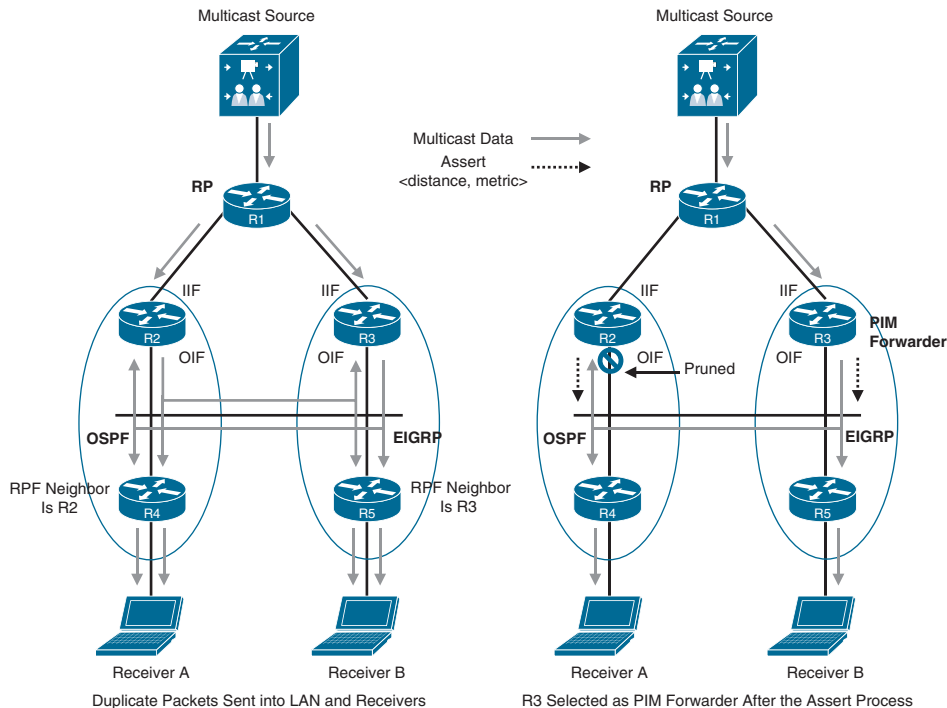 Multicast Source
RP
R1
IIF
IIF
R2
R3
OIF
OIF
OSPF
EIGRP
RPF Neighbor
Is R2
RPF Neighbor
Is R3
R4
R5
Receiver A
Receiver B
Duplicate Packets Sent into LAN and Receivers
Multicast Data
Assert
<distance, metric>
Multicast Source
RP
R1
IIF
IIF
R2
R3
PIM
Forwarder
OIF
OIF
Pruned
OSPF
EIGRP
R4
R5
Receiver A
Receiver B
R3 Selected as PIM Forwarder After the Assert Process